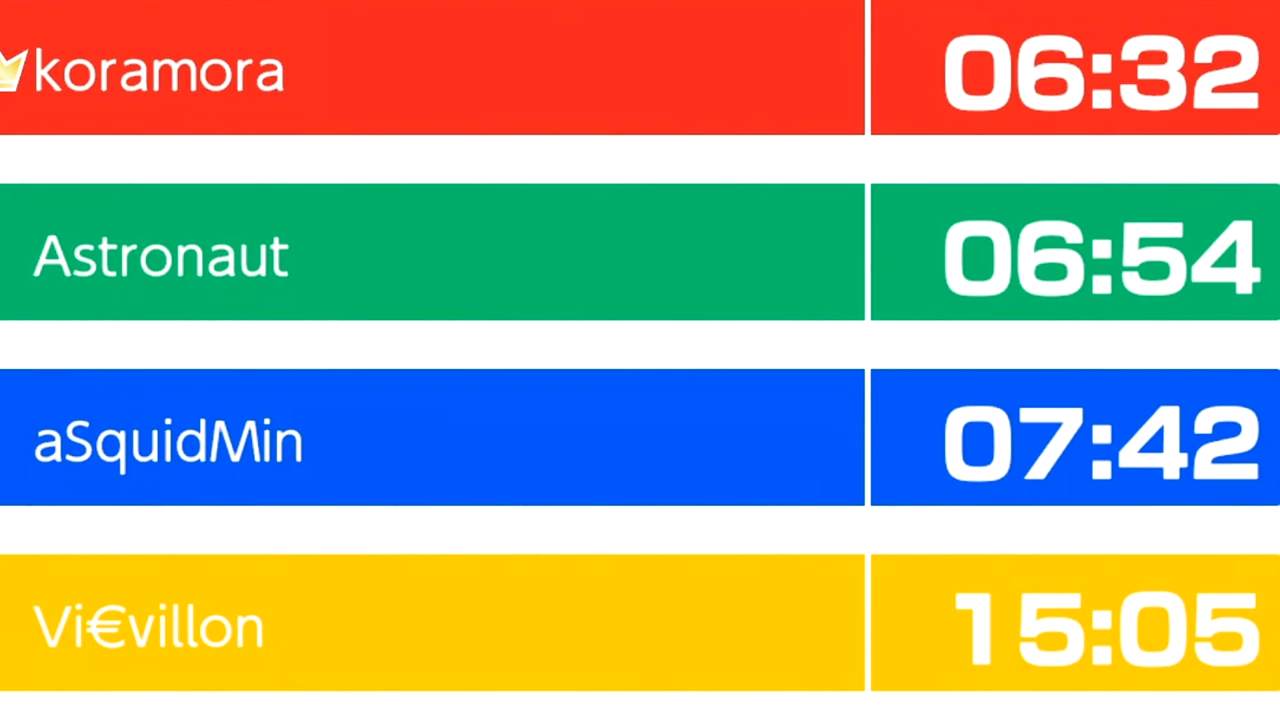 koramora 06:32
Astronaut 06:54
aSquidMin 07:42
Vi€villon 15:05